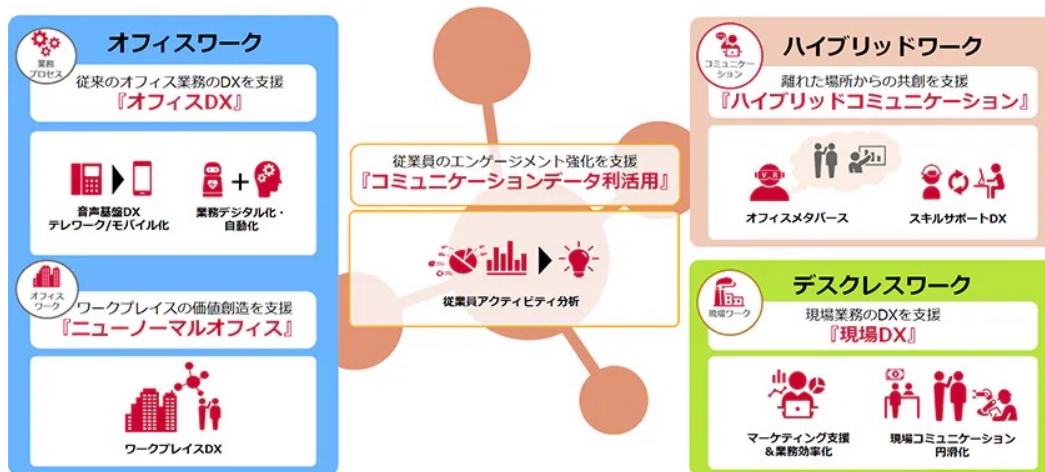 オフィスワーク
業務
プロセス
従来のオフィス業務のDXを支援
『オフィスDX』
音声基盤DX
テレワーク/モバイル化
業務デジタル化・
自動化
オフィス
ワーク
ワークプレイスの価値創造を支援
『ニューノーマルオフィス』
ワークプレイスDX
従業員のエンゲージメント強化を支援
『コミュニケーションデータ利活用』
従業員アクティビティ分析
ハイブリッドワーク
コミュニケー
ション
離れた場所からの共創を支援
『ハイブリッドコミュニケーション』
VR
オフィスメタバース
スキルサポートDX
デスクレスワーク
現場ワーク
現場業務のDXを支援
『現場DX』
マーケティング支援
&業務効率化
現場コミュニケーション
円滑化